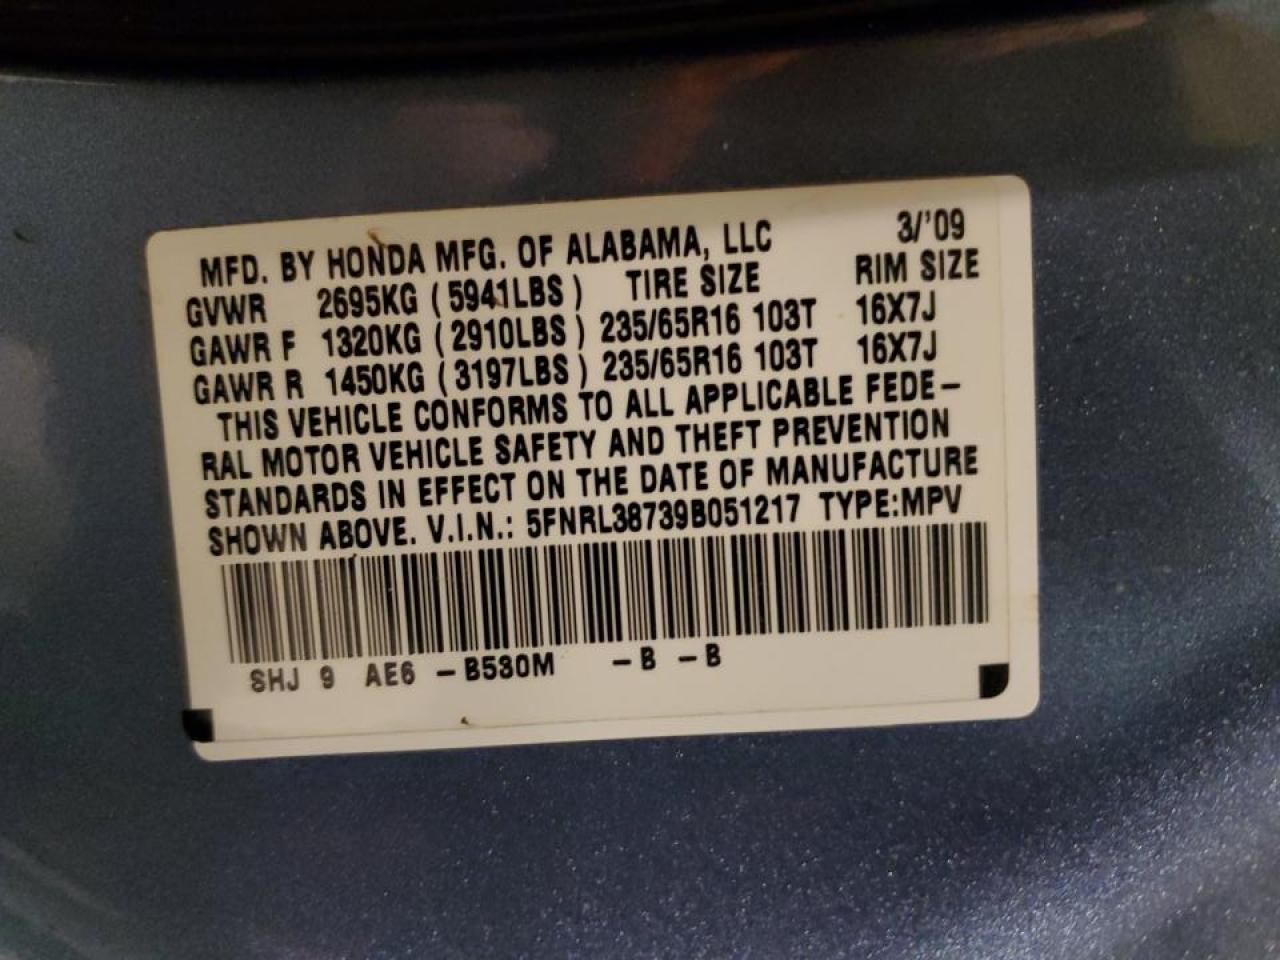 MFD. BY HONDA MFG. OF ALABAMA, LLC 3/'09
GVWR 2695KG ( 5941LBS ) TIRE SIZE RIM SIZE
GAWR F 1320KG ( 2910LBS ) 235/65R16 103T 16X7J
GAWR R 1450KG ( 3197LBS ) 235/65R16 103T 16X7J
THIS VEHICLE CONFORMS TO ALL APPLICABLE FEDE-
RAL MOTOR VEHICLE SAFETY AND THEFT PREVENTION
STANDARDS IN EFFECT ON THE DATE OF MANUFACTURE
SHOWN ABOVE. V.I.N.: 5FNRL38739B051217 TYPE:MPV
SHJ 9 AE6 -B530M -B -B